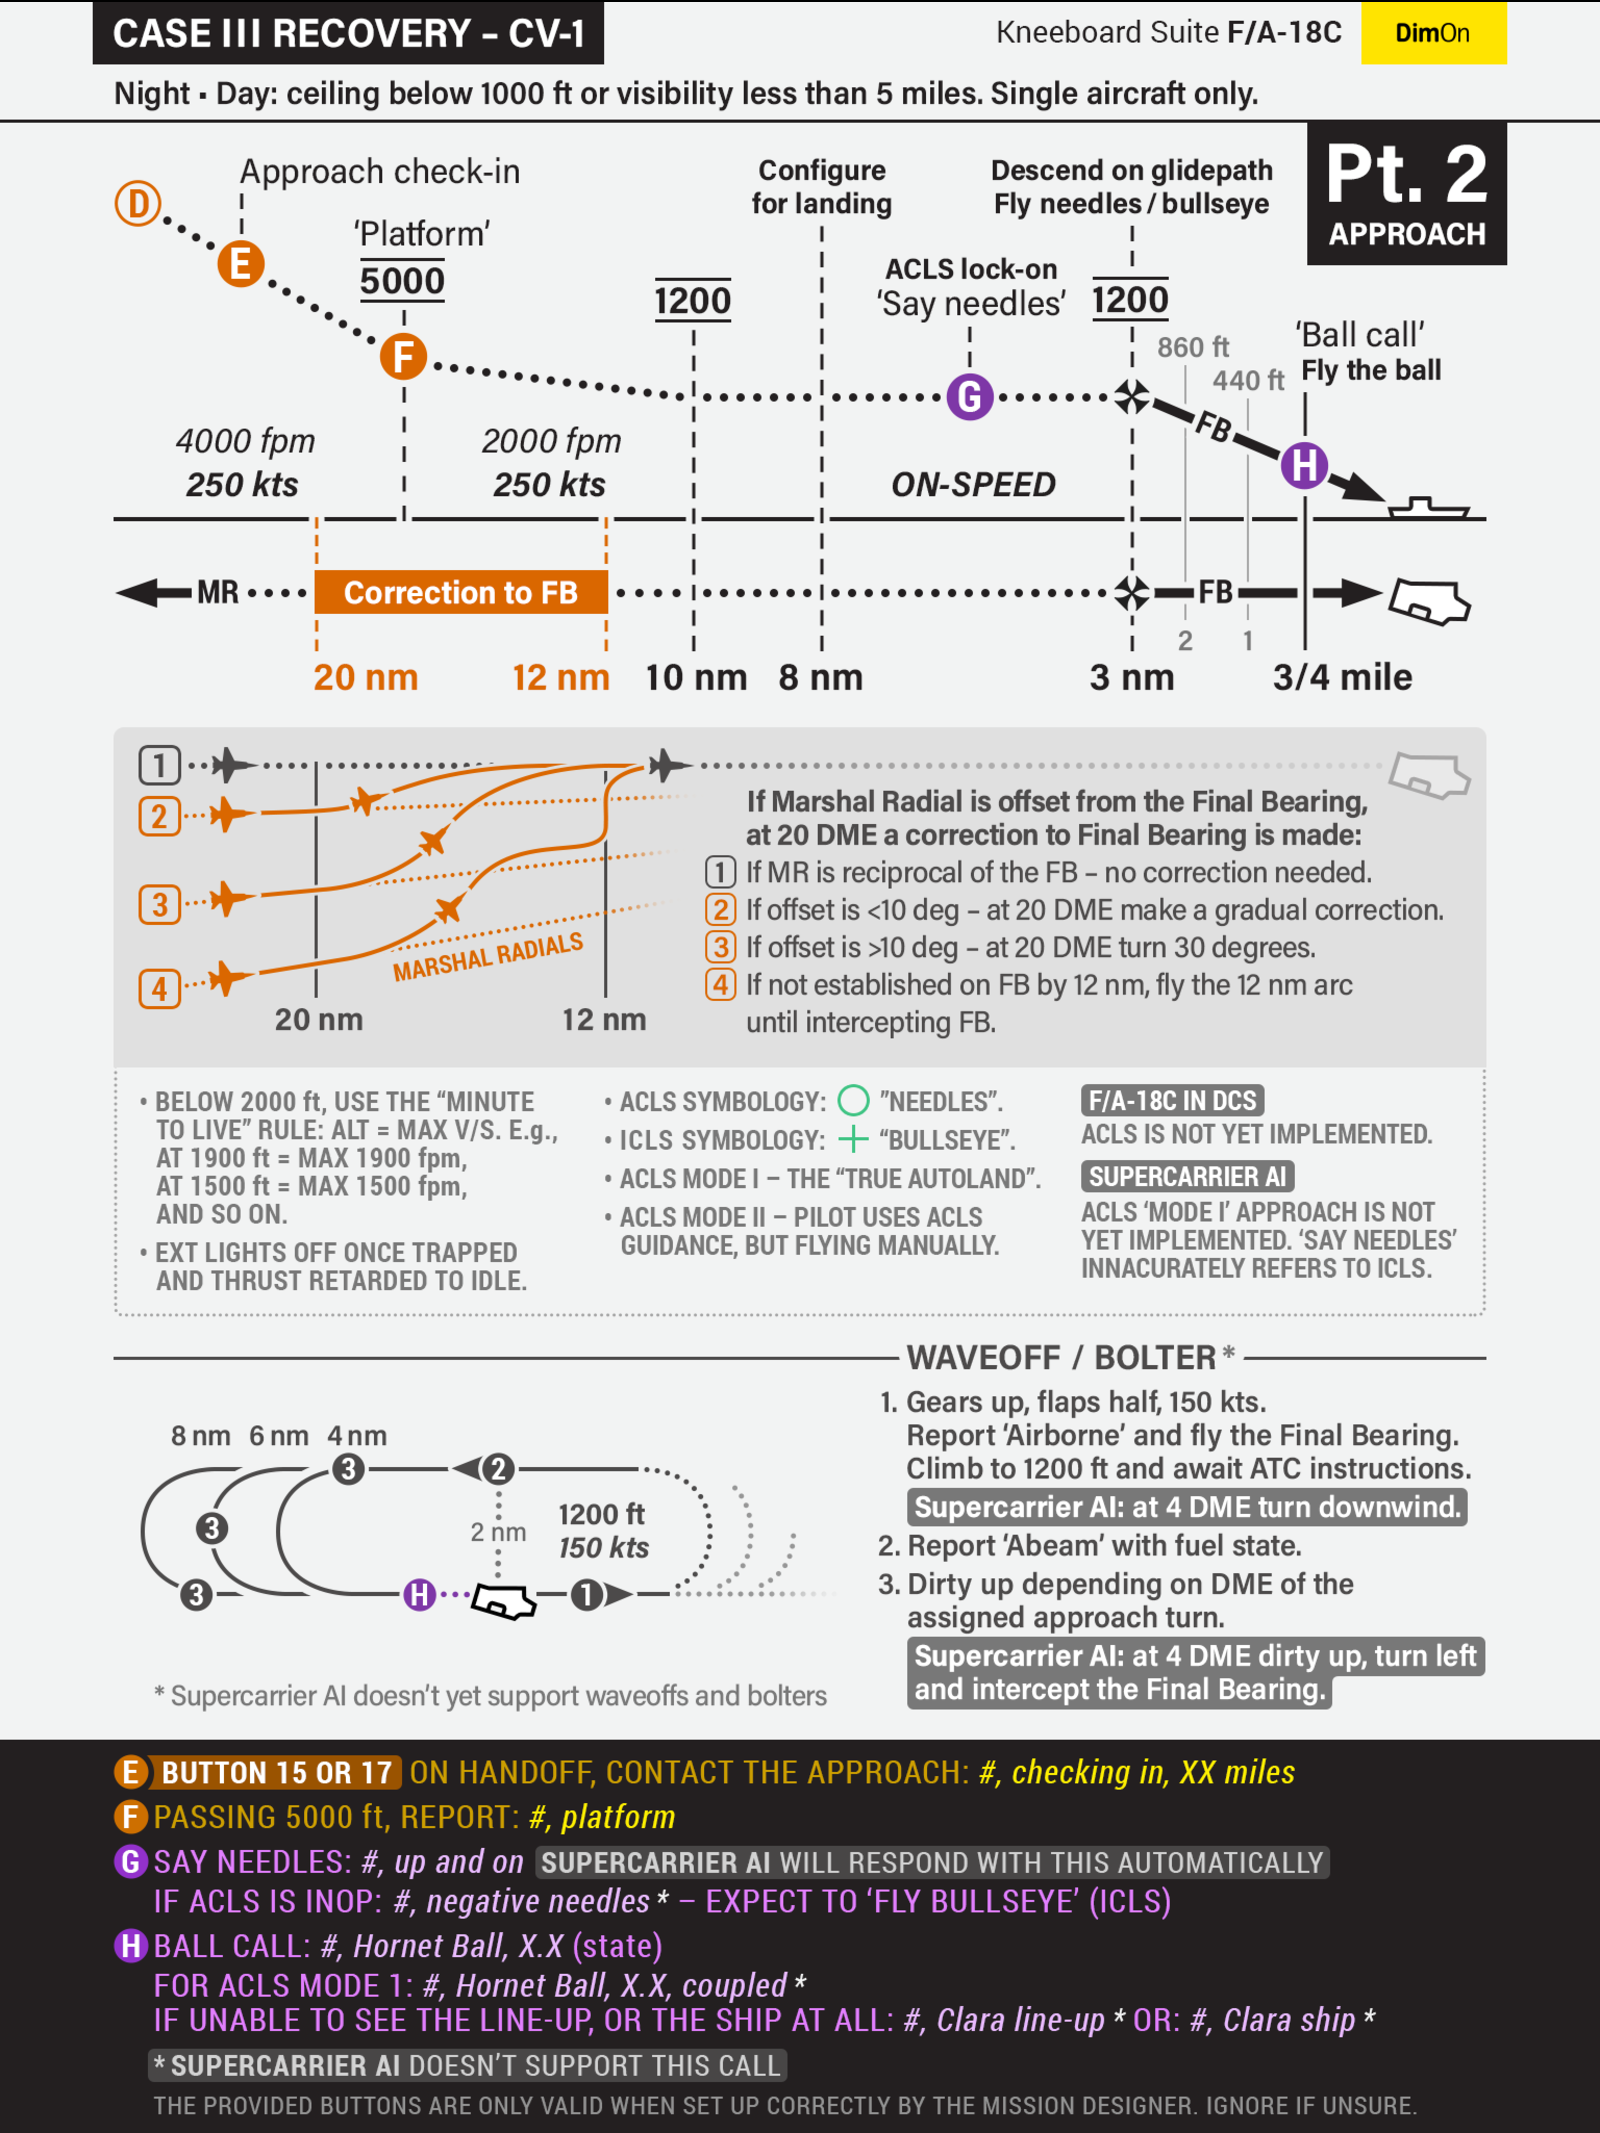 CASE III RECOVERY – CV-1
Kneeboard Suite F/A-18C
DimOn
Night ▪ Day: ceiling below 1000 ft or visibility less than 5 miles. Single aircraft only.
Pt. 2
APPROACH
D
E
Approach check-in
'Platform'
5000
F
1200
Configure
for landing
ACLS lock-on
'Say needles'
G
Descend on glidepath
Fly needles / bullseye
1200
860 ft
440 ft
'Ball call'
Fly the ball
FB
H
4000 fpm
250 kts
2000 fpm
250 kts
ON-SPEED
MR
Correction to FB
FB
2
1
20 nm
12 nm
10 nm
8 nm
3 nm
3/4 mile
1
2
3
4
MARSHAL RADIALS
20 nm
12 nm
If Marshal Radial is offset from the Final Bearing,
at 20 DME a correction to Final Bearing is made:
1 If MR is reciprocal of the FB – no correction needed.
2 If offset is <10 deg – at 20 DME make a gradual correction.
3 If offset is >10 deg – at 20 DME turn 30 degrees.
4 If not established on FB by 12 nm, fly the 12 nm arc
until intercepting FB.
• BELOW 2000 ft, USE THE “MINUTE
TO LIVE” RULE: ALT = MAX V/S. E.g.,
AT 1900 ft = MAX 1900 fpm,
AT 1500 ft = MAX 1500 fpm,
AND SO ON.
• EXT LIGHTS OFF ONCE TRAPPED
AND THRUST RETARDED TO IDLE.
• ACLS SYMBOLOGY: ”NEEDLES”.
• ICLS SYMBOLOGY: “BULLSEYE”.
• ACLS MODE I – THE “TRUE AUTOLAND”.
• ACLS MODE II – PILOT USES ACLS
GUIDANCE, BUT FLYING MANUALLY.
F/A-18C IN DCS
ACLS IS NOT YET IMPLEMENTED.
SUPERCARRIER AI
ACLS ‘MODE I’ APPROACH IS NOT
YET IMPLEMENTED. ‘SAY NEEDLES’
INNACURATELY REFERS TO ICLS.
WAVEOFF / BOLTER *
8 nm
6 nm
4 nm
3
2
3
3
2 nm
1200 ft
150 kts
H
1
* Supercarrier AI doesn't yet support waveoffs and bolters
1. Gears up, flaps half, 150 kts.
Report ‘Airborne’ and fly the Final Bearing.
Climb to 1200 ft and await ATC instructions.
Supercarrier AI: at 4 DME turn downwind.
2. Report ‘Abeam’ with fuel state.
3. Dirty up depending on DME of the
assigned approach turn.
Supercarrier AI: at 4 DME dirty up, turn left
and intercept the Final Bearing.
E BUTTON 15 OR 17 ON HANDOFF, CONTACT THE APPROACH: #, checking in, XX miles
F PASSING 5000 ft, REPORT: #, platform
G SAY NEEDLES: #, up and on SUPERCARRIER AI WILL RESPOND WITH THIS AUTOMATICALLY
IF ACLS IS INOP: #, negative needles * – EXPECT TO ‘FLY BULLSEYE’ (ICLS)
H BALL CALL: #, Hornet Ball, X.X (state)
FOR ACLS MODE 1: #, Hornet Ball, X.X, coupled *
IF UNABLE TO SEE THE LINE-UP, OR THE SHIP AT ALL: #, Clara line-up * OR: #, Clara ship *
* SUPERCARRIER AI DOESN'T SUPPORT THIS CALL
THE PROVIDED BUTTONS ARE ONLY VALID WHEN SET UP CORRECTLY BY THE MISSION DESIGNER. IGNORE IF UNSURE.